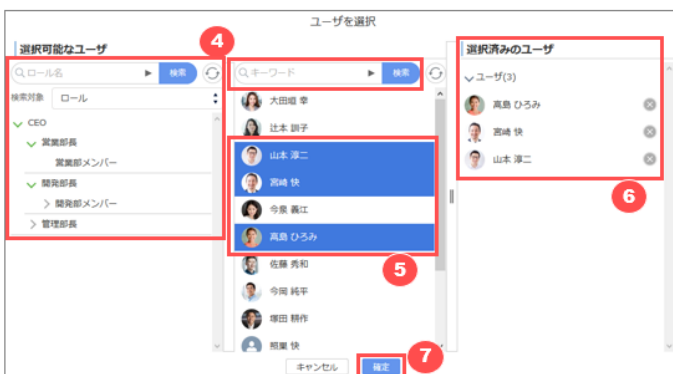 ユーザを選択
選択可能なユーザ
4
ロール名
検索
検索対象
ロール
CEO
営業部長
営業部メンバー
開発部長
開発部メンバー
管理部長
キーワード
検索
大田垣 幸
辻本 訓子
山本 淳二
宮崎 快
今泉 義江
高島 ひろみ
佐藤 秀和
今岡 純平
塚田 耕作
照巣 快
5
選択済みのユーザ
ユーザ(3)
高島 ひろみ
宮崎 快
山本 淳二
6
キャンセル
確定
7